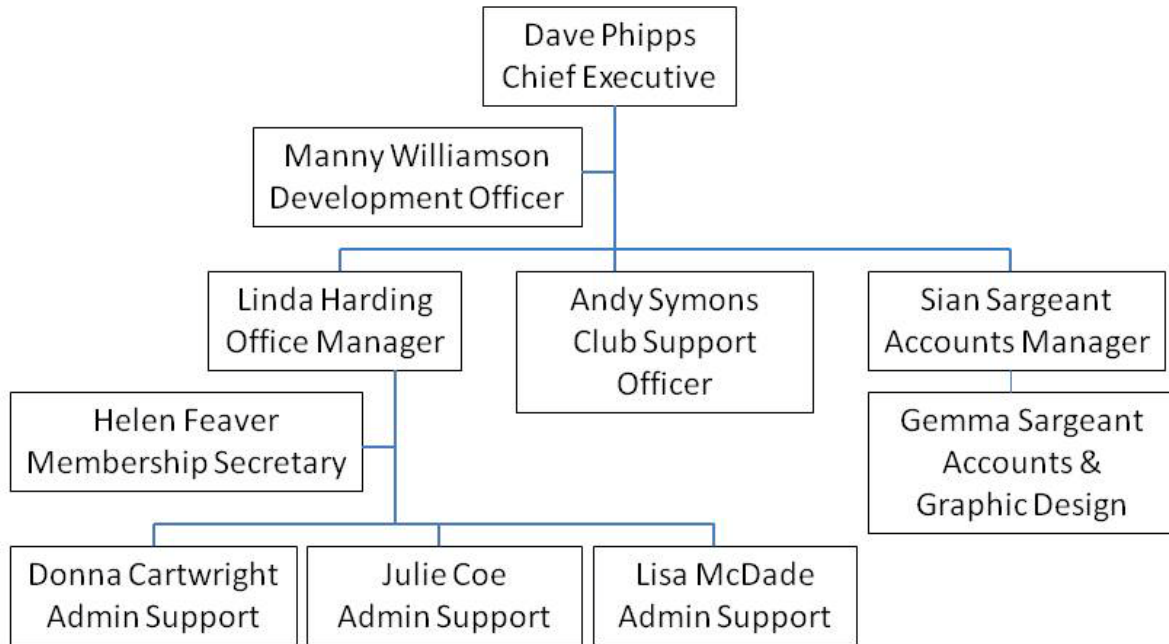 Dave Phipps
Chief Executive
Manny Williamson
Development Officer
Linda Harding
Office Manager
Andy Symons
Club Support
Officer
Sian Sargeant
Accounts Manager
Helen Feaver
Membership Secretary
Gemma Sargeant
Accounts &
Graphic Design
Donna Cartwright
Admin Support
Julie Coe
Admin Support
Lisa McDade
Admin Support